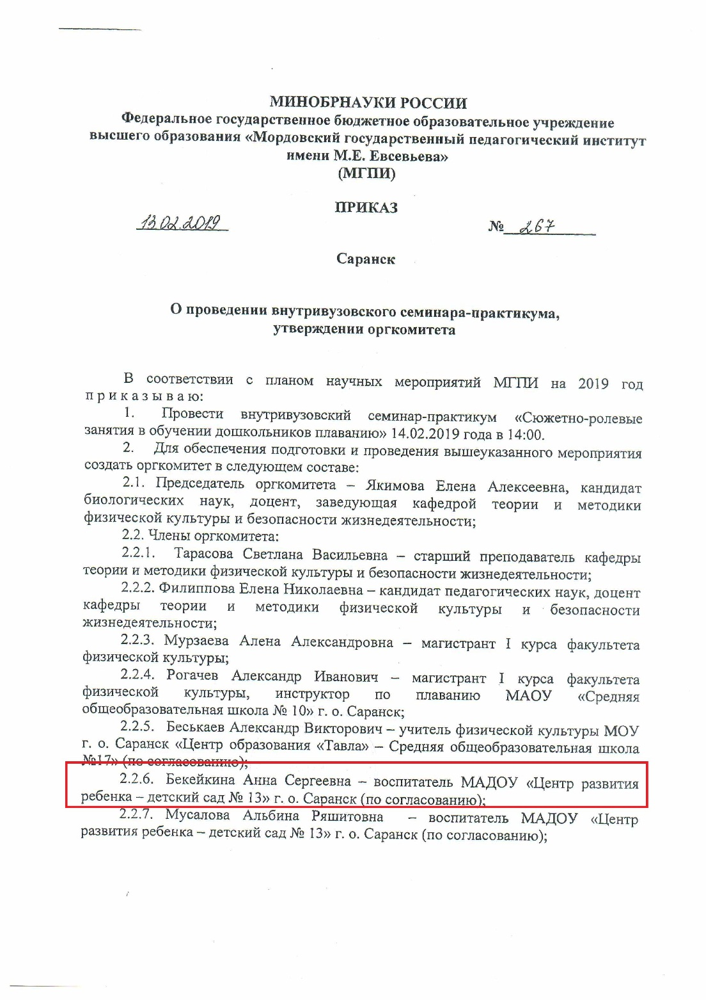 МИНОБРНАУКИ РОССИИ
Федеральное государственное бюджетное образовательное учреждение
высшего образования «Мордовский государственный педагогический институт
имени М.Е. Евсевьева»
(МГПИ)
ПРИКАЗ
13.02.2019
№ 267
Саранск
О проведении внутривузовского семинара-практикума,
утверждении оргкомитета
В соответствии с планом научных мероприятий МГПИ на 2019 год
п р и к а з ы в а ю:
1. Провести внутривузовский семинар-практикум «Сюжетно-ролевые
занятия в обучении дошкольников плаванию» 14.02.2019 года в 14:00.
2. Для обеспечения подготовки и проведения вышеуказанного мероприятия
создать оргкомитет в следующем составе:
2.1. Председатель оргкомитета – Якимова Елена Алексеевна, кандидат
биологических наук, доцент, заведующая кафедрой теории и методики
физической культуры и безопасности жизнедеятельности;
2.2. Члены оргкомитета:
2.2.1. Тарасова Светлана Васильевна – старший преподаватель кафедры
теории и методики физической культуры и безопасности жизнедеятельности;
2.2.2. Филиппова Елена Николаевна – кандидат педагогических наук, доцент
кафедры теории и методики физической культуры и безопасности
жизнедеятельности;
2.2.3. Мурзаева Алена Александровна – магистрант I курса факультета
физической культуры;
2.2.4. Рогачев Александр Иванович – магистрант I курса факультета
физической культуры, инструктор по плаванию МАОУ «Средняя
общеобразовательная школа № 10» г. о. Саранск;
2.2.5. Беськаев Александр Викторович – учитель физической культуры МОУ
г. о. Саранск «Центр образования «Тавла» – Средняя общеобразовательная школа
№17» (по согласованию);
2.2.6. Бекейкина Анна Сергеевна – воспитатель МАДОУ «Центр развития
ребенка – детский сад № 13» г. о. Саранск (по согласованию);
2.2.7. Мусалова Альбина Ряшитовна – воспитатель МАДОУ «Центр
развития ребенка – детский сад № 13» г. о. Саранск (по согласованию);